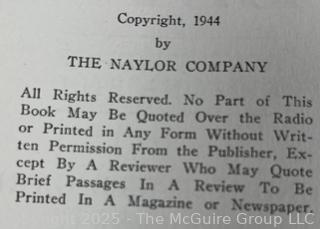 Copyright, 1944
by
THE NAYLOR COMPANY
All Rights Reserved. No Part of This
Book May Be Quoted Over the Radio
or Printed in Any Form Without Writ-
ten Permission From the Publisher, Ex-
cept By A Reviewer Who May Quote
Brief Passages In A Review To Be
Printed In A Magazine or Newspaper.
Copyright 2025 - The McGuire Group LLC